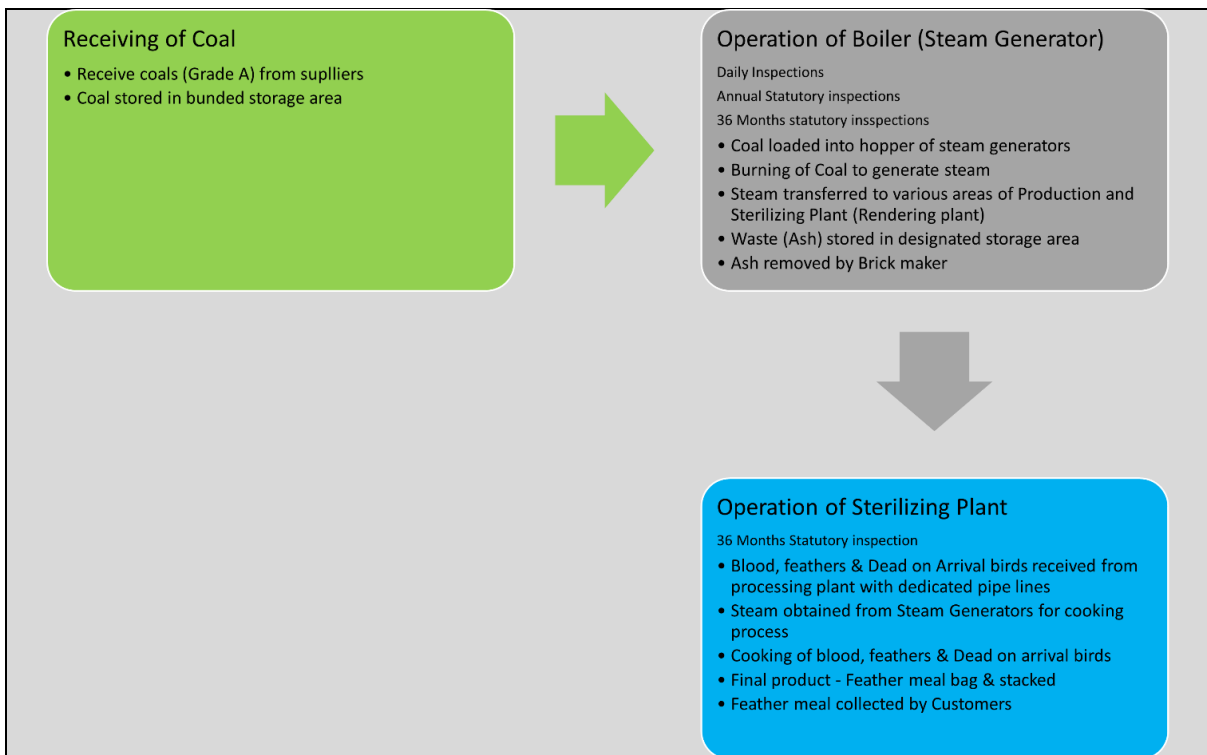 Receiving of Coal
• Receive coals (Grade A) from suplliers
• Coal stored in bunded storage area
Operation of Boiler (Steam Generator)
Daily Inspections
Annual Statutory inspections
36 Months statutory insspections
• Coal loaded into hopper of steam generators
• Burning of Coal to generate steam
• Steam transferred to various areas of Production and
Sterilizing Plant (Rendering plant)
• Waste (Ash) stored in designated storage area
• Ash removed by Brick maker
Operation of Sterilizing Plant
36 Months Statutory inspection
• Blood, feathers & Dead on Arrival birds received from
processing plant with dedicated pipe lines
• Steam obtained from Steam Generators for cooking
process
• Cooking of blood, feathers & Dead on arrival birds
• Final product - Feather meal bag & stacked
• Feather meal collected by Customers